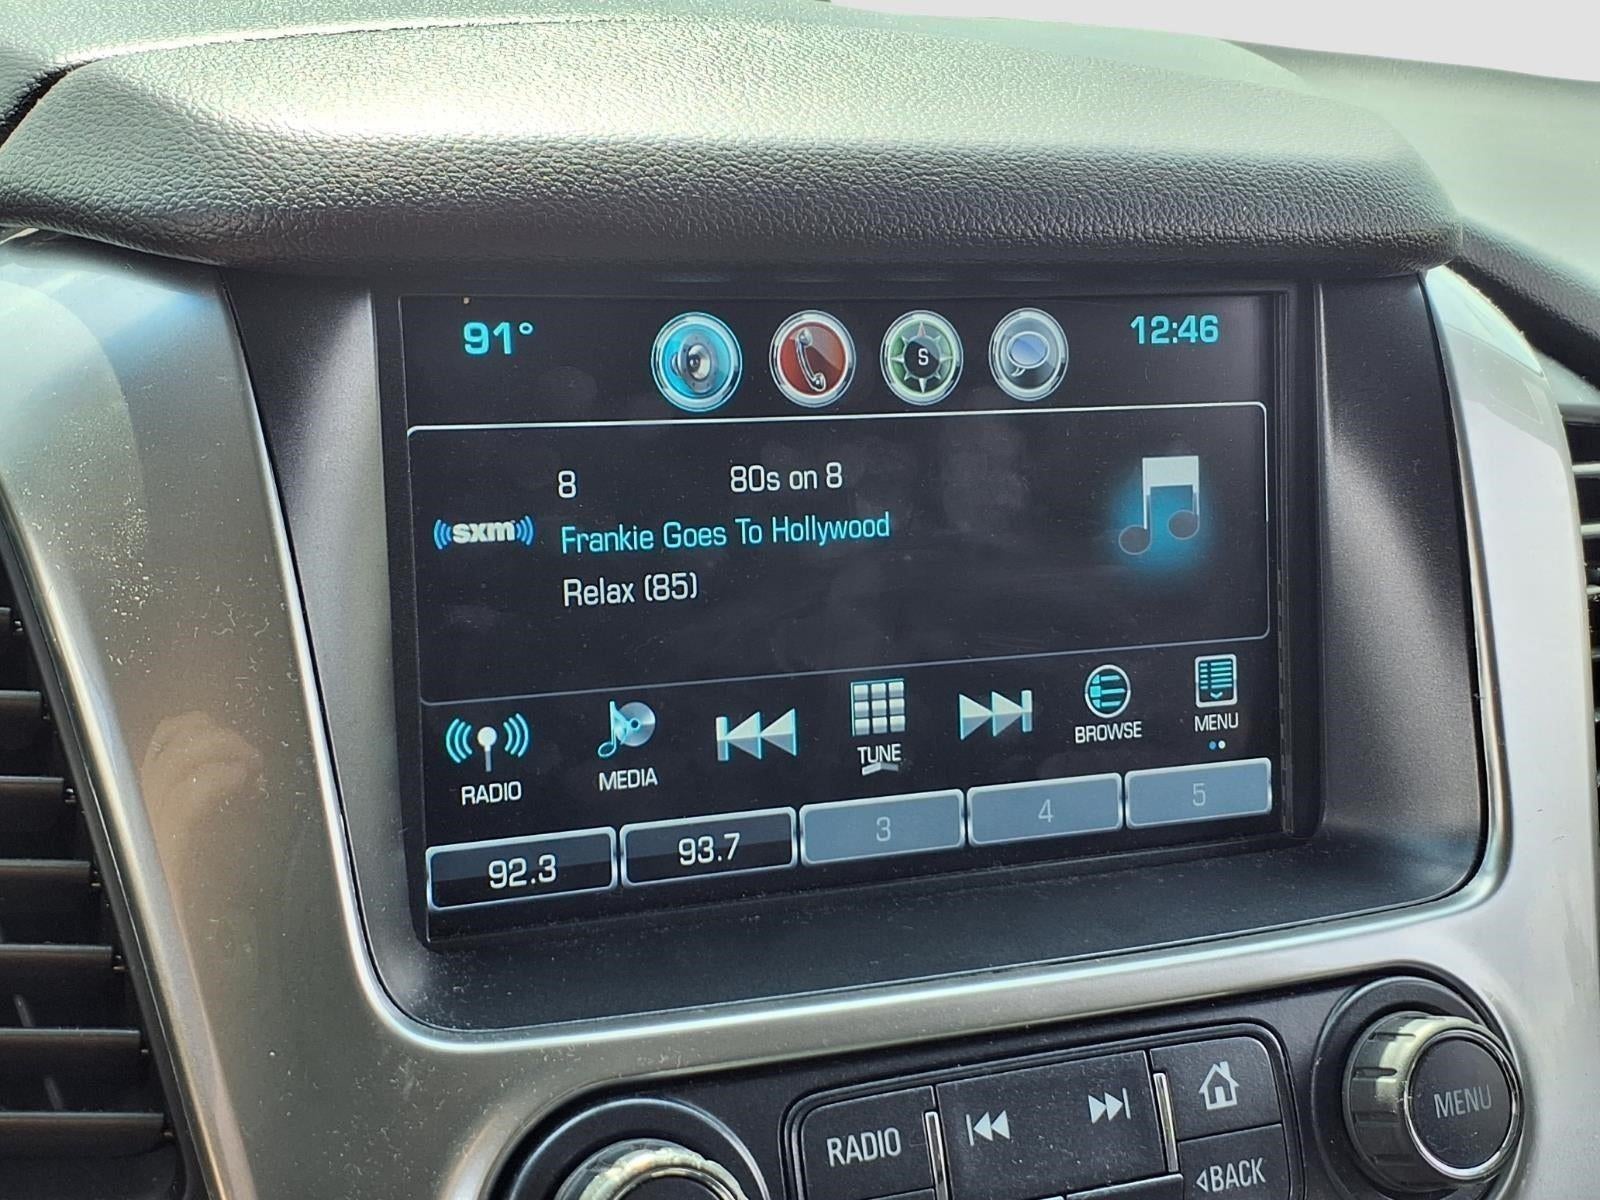 91° S 12:46
8 80s on 8
((sxm))
Frankie Goes To Hollywood
Relax (85)
RADIO MEDIA TUNE BROWSE MENU
92.3 93.7 3 4 5
RADIO MENU
BACK